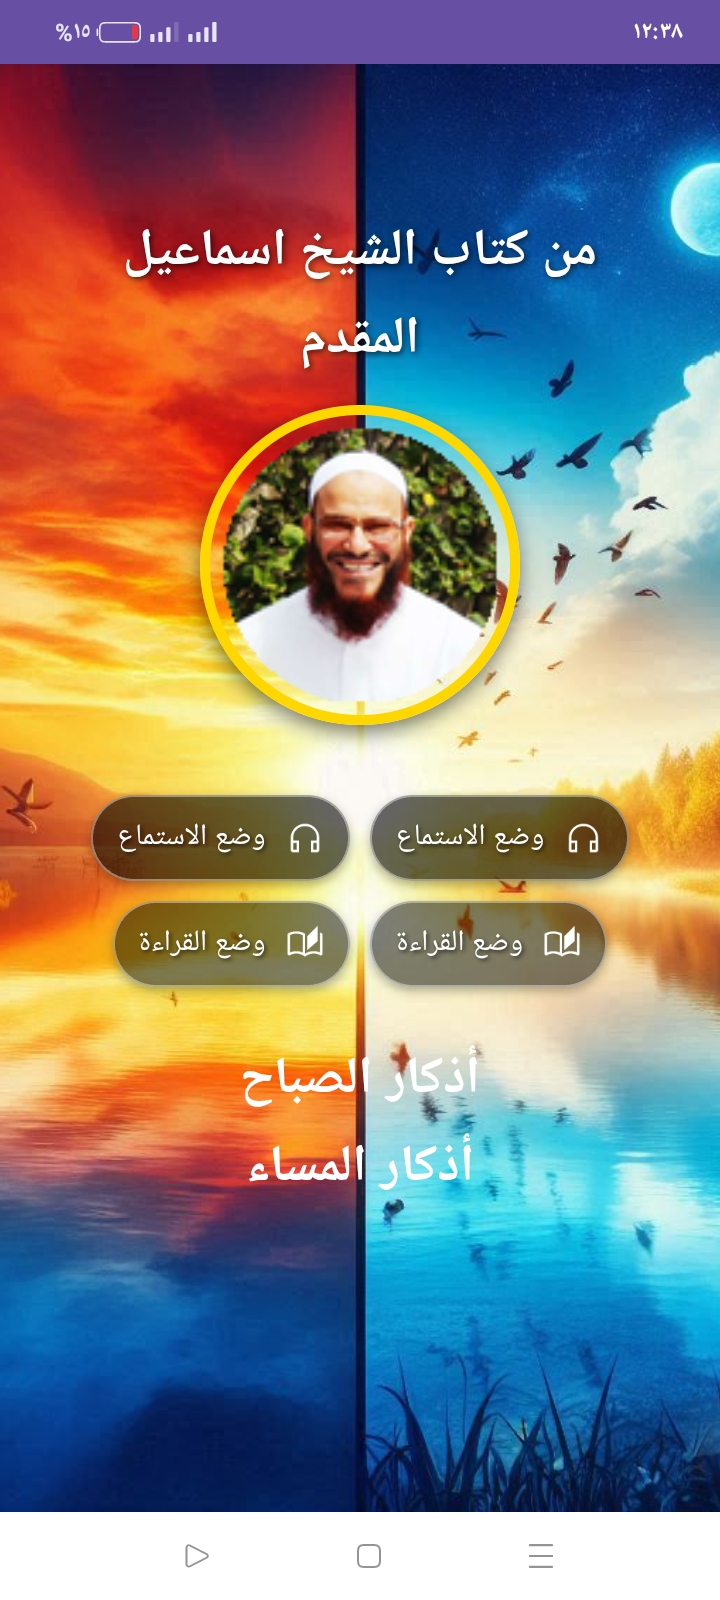 ١٢:٣٨
%١٥
من كتاب الشيخ اسماعيل
المقدم
وضع الاستماع
وضع الاستماع
وضع القراءة
وضع القراءة
أذكار الصباح
أذكار المساء